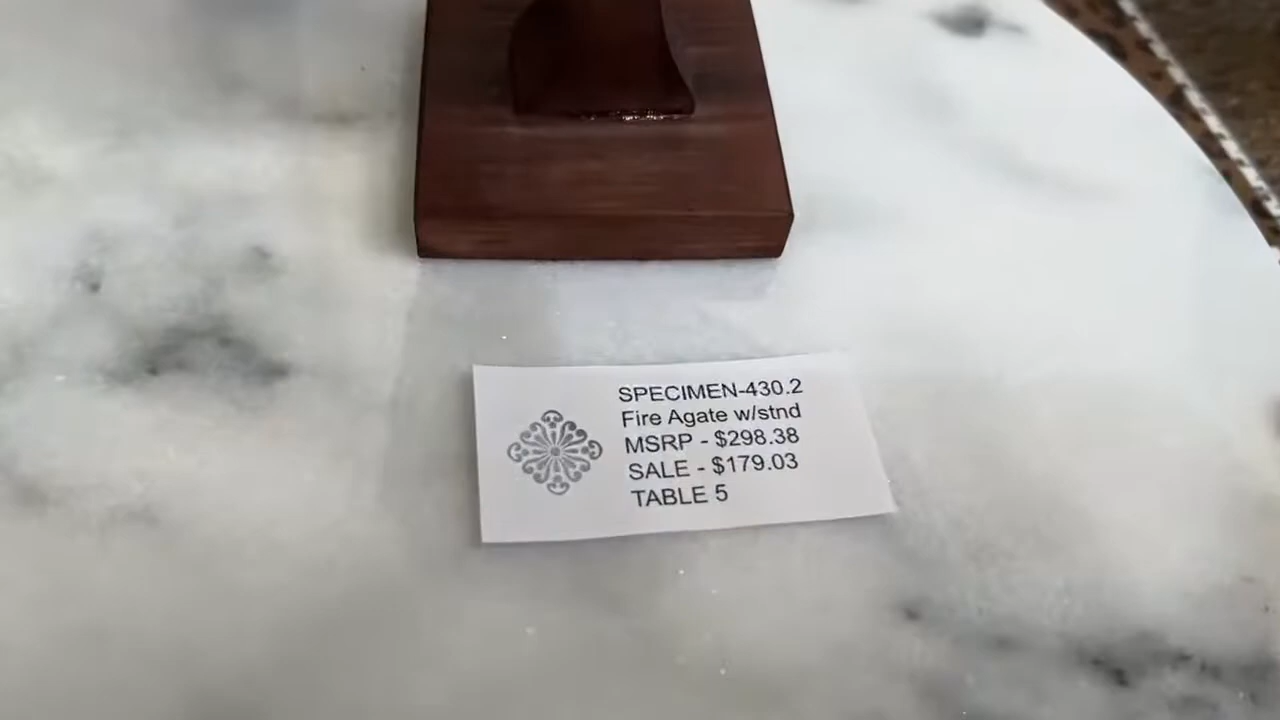 SPECIMEN-430.2
Fire Agate w/stnd
MSRP - $298.38
SALE - $179.03
TABLE 5